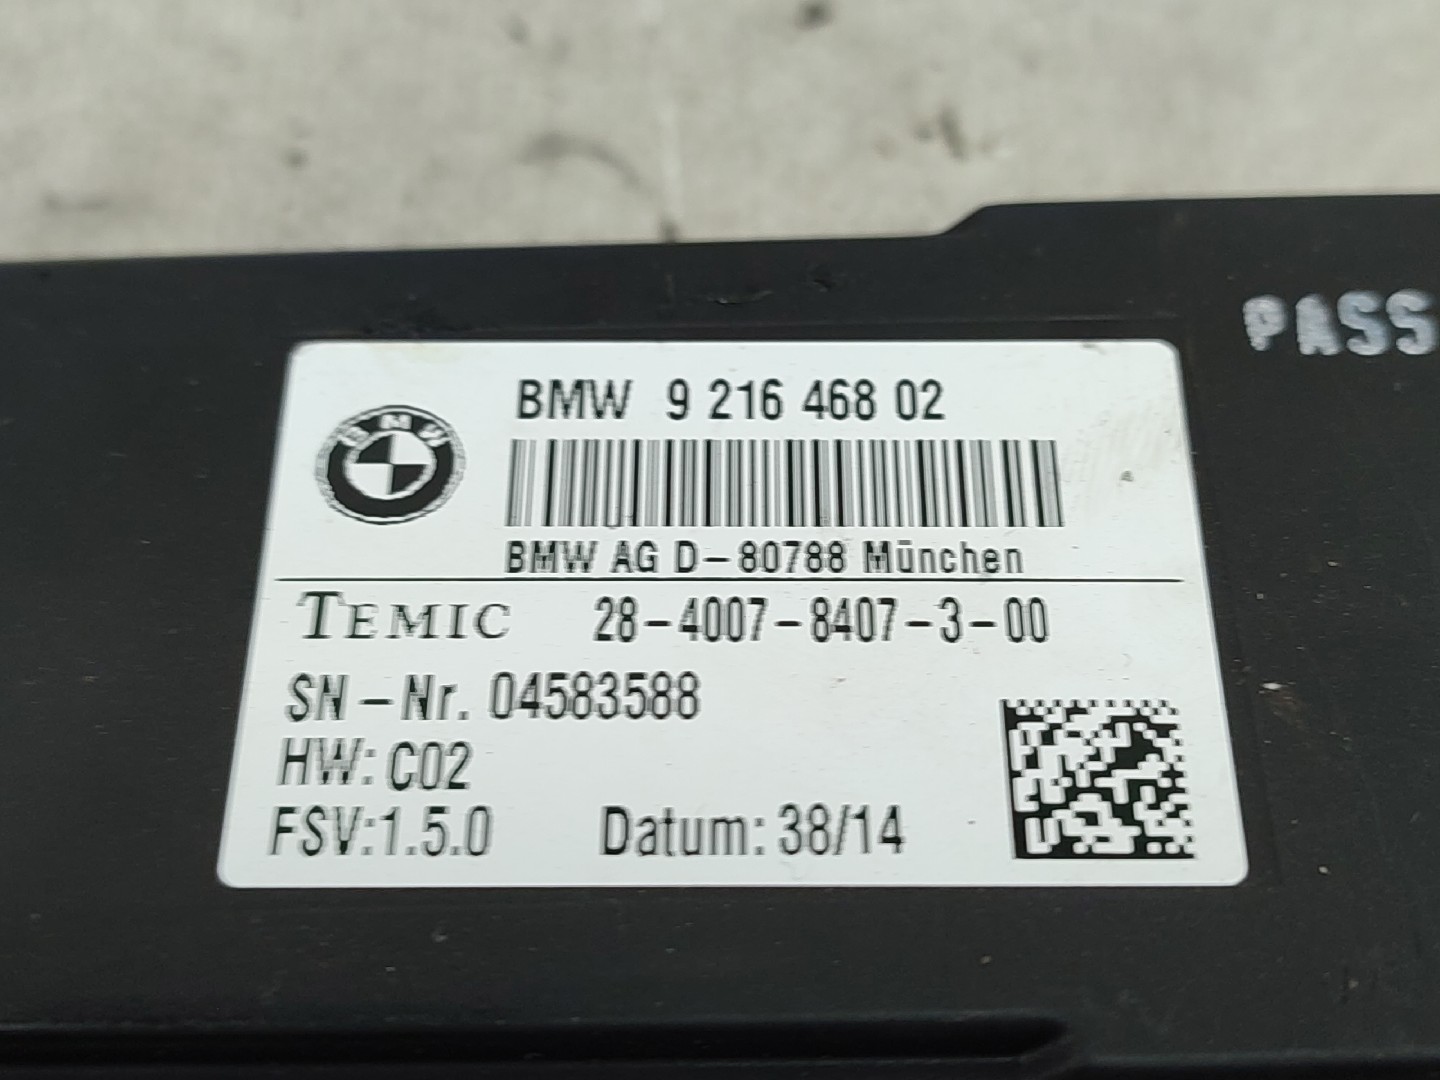 PASS
BMW 9 216 468 02
BMW
BMW AG D-80788 München
TEMIC 28-4007-8407-3-00
SN-Nr. 04583588
HW: C02
FSV:1.5.0 Datum: 38/14